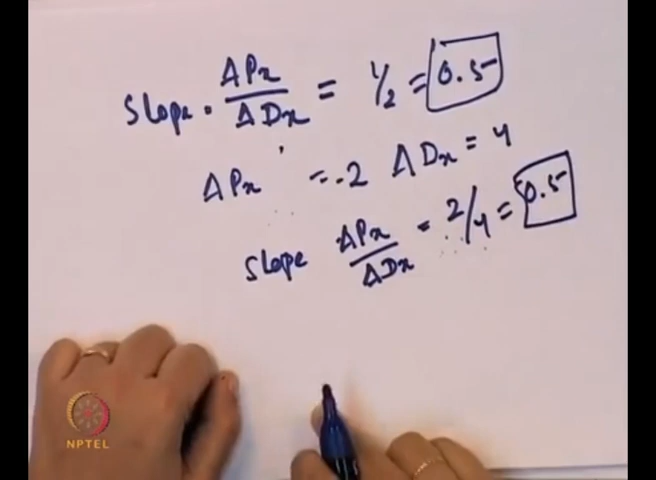 Slope = ΔPx/ΔDx = 1/2 = 0.5
ΔPx = -2 ΔDx = 4
Slope ΔPx/ΔDx = 2/4 = 0.5
NPTEL